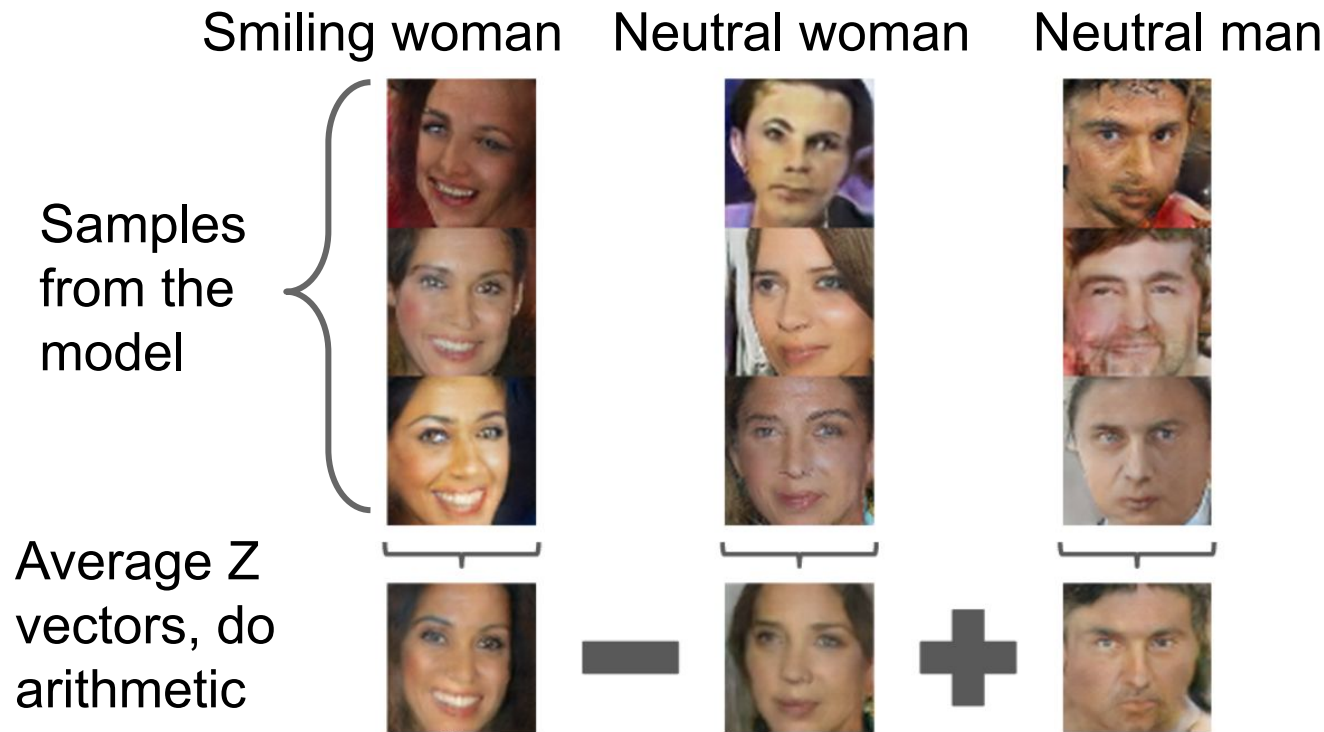 Smiling woman Neutral woman Neutral man
Samples
from the
model
Average Z
vectors, do
arithmetic